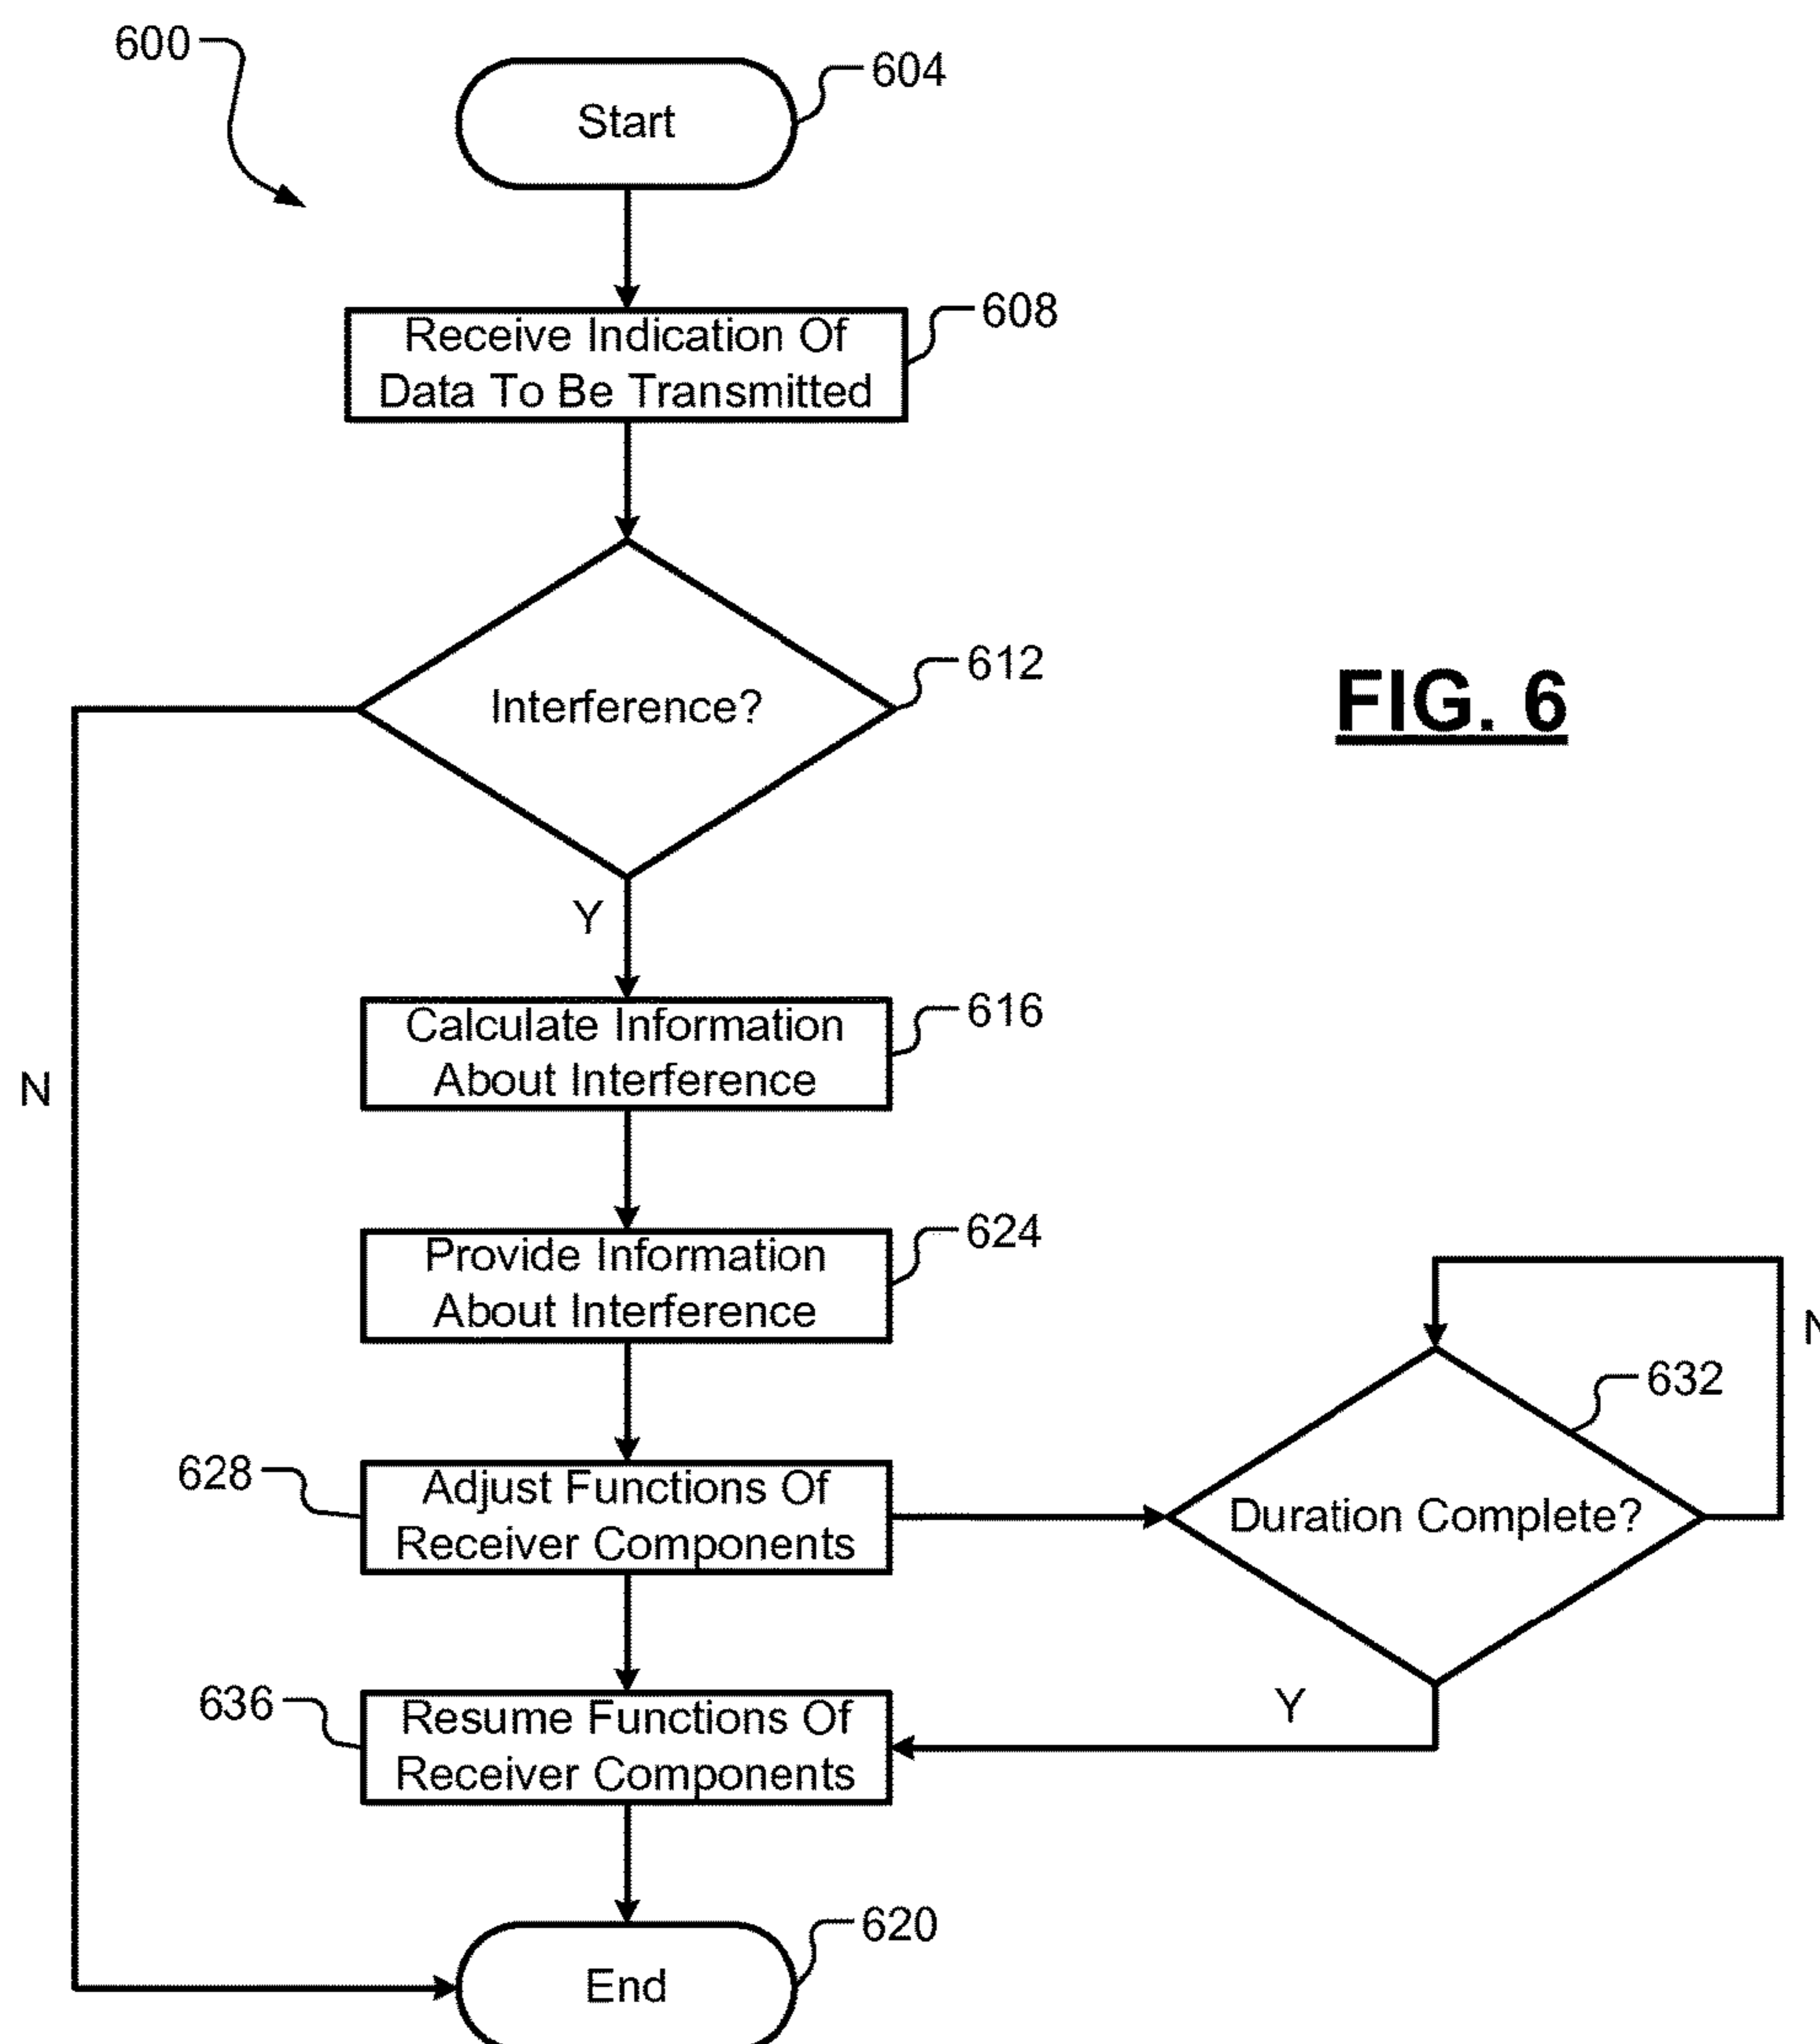 600
604
Start
608
Receive Indication Of
Data To Be Transmitted
612
Interference?
FIG. 6
Y
616
Calculate Information
About Interference
N
624
Provide Information
About Interference
N
632
628
Adjust Functions Of
Receiver Components
Duration Complete?
636
Resume Functions Of
Receiver Components
Y
620
End